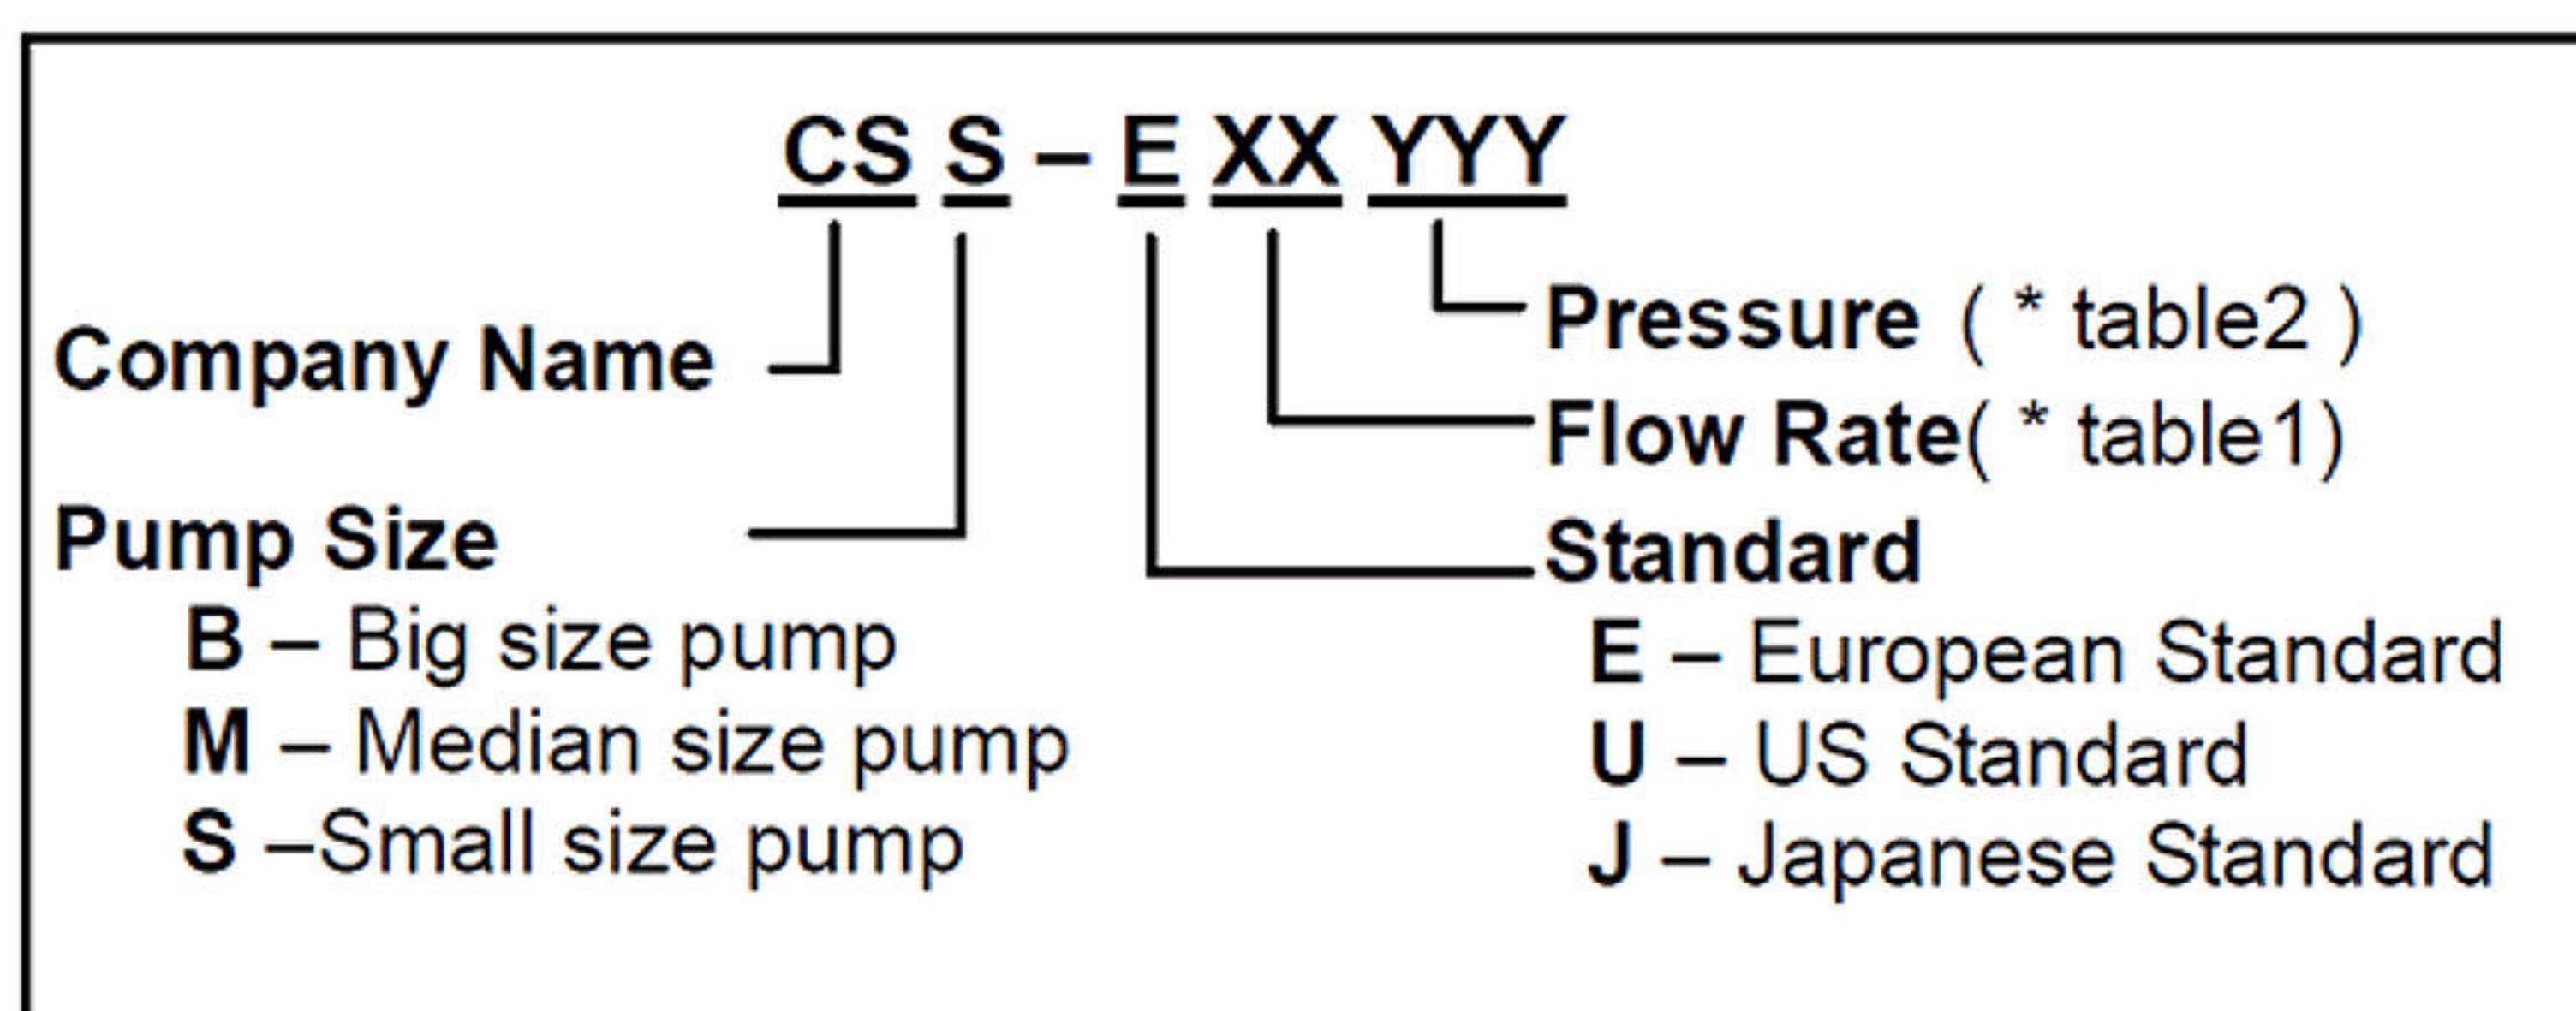 CS S – E XX YYY
Pressure ( * table2 )
Company Name
Flow Rate( * table1)
Pump Size
Standard
B – Big size pump
E – European Standard
M – Median size pump
U – US Standard
S –Small size pump
J – Japanese Standard